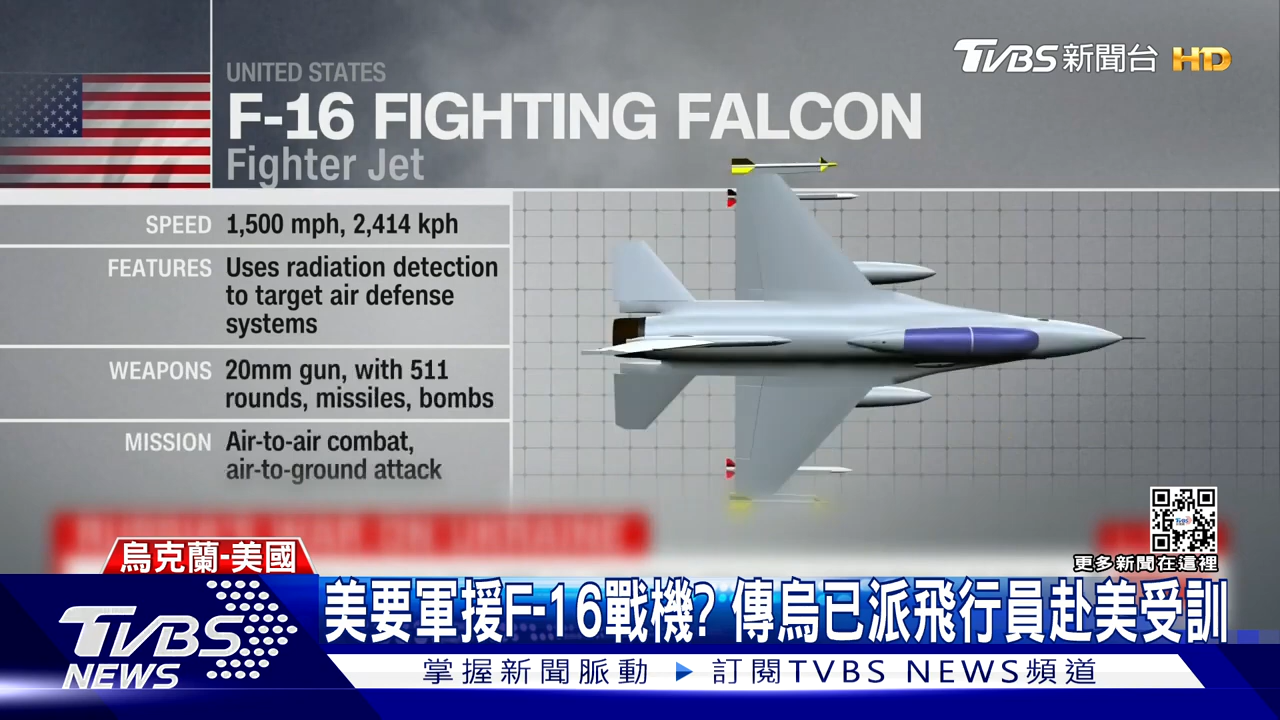 UNITED STATES
F-16 FIGHTING FALCON
Fighter Jet
TVBS新聞台 HD
SPEED 1,500 mph, 2,414 kph
FEATURES Uses radiation detection
to target air defense
systems
WEAPONS 20mm gun, with 511
rounds, missiles, bombs
MISSION Air-to-air combat,
air-to-ground attack
更多新聞在這裡
烏克蘭-美國
美要軍援F-16戰機? 傳烏已派飛行員赴美受訓
TVBS
NEWS
掌握新聞脈動 ▶ 訂閱TVBS NEWS頻道